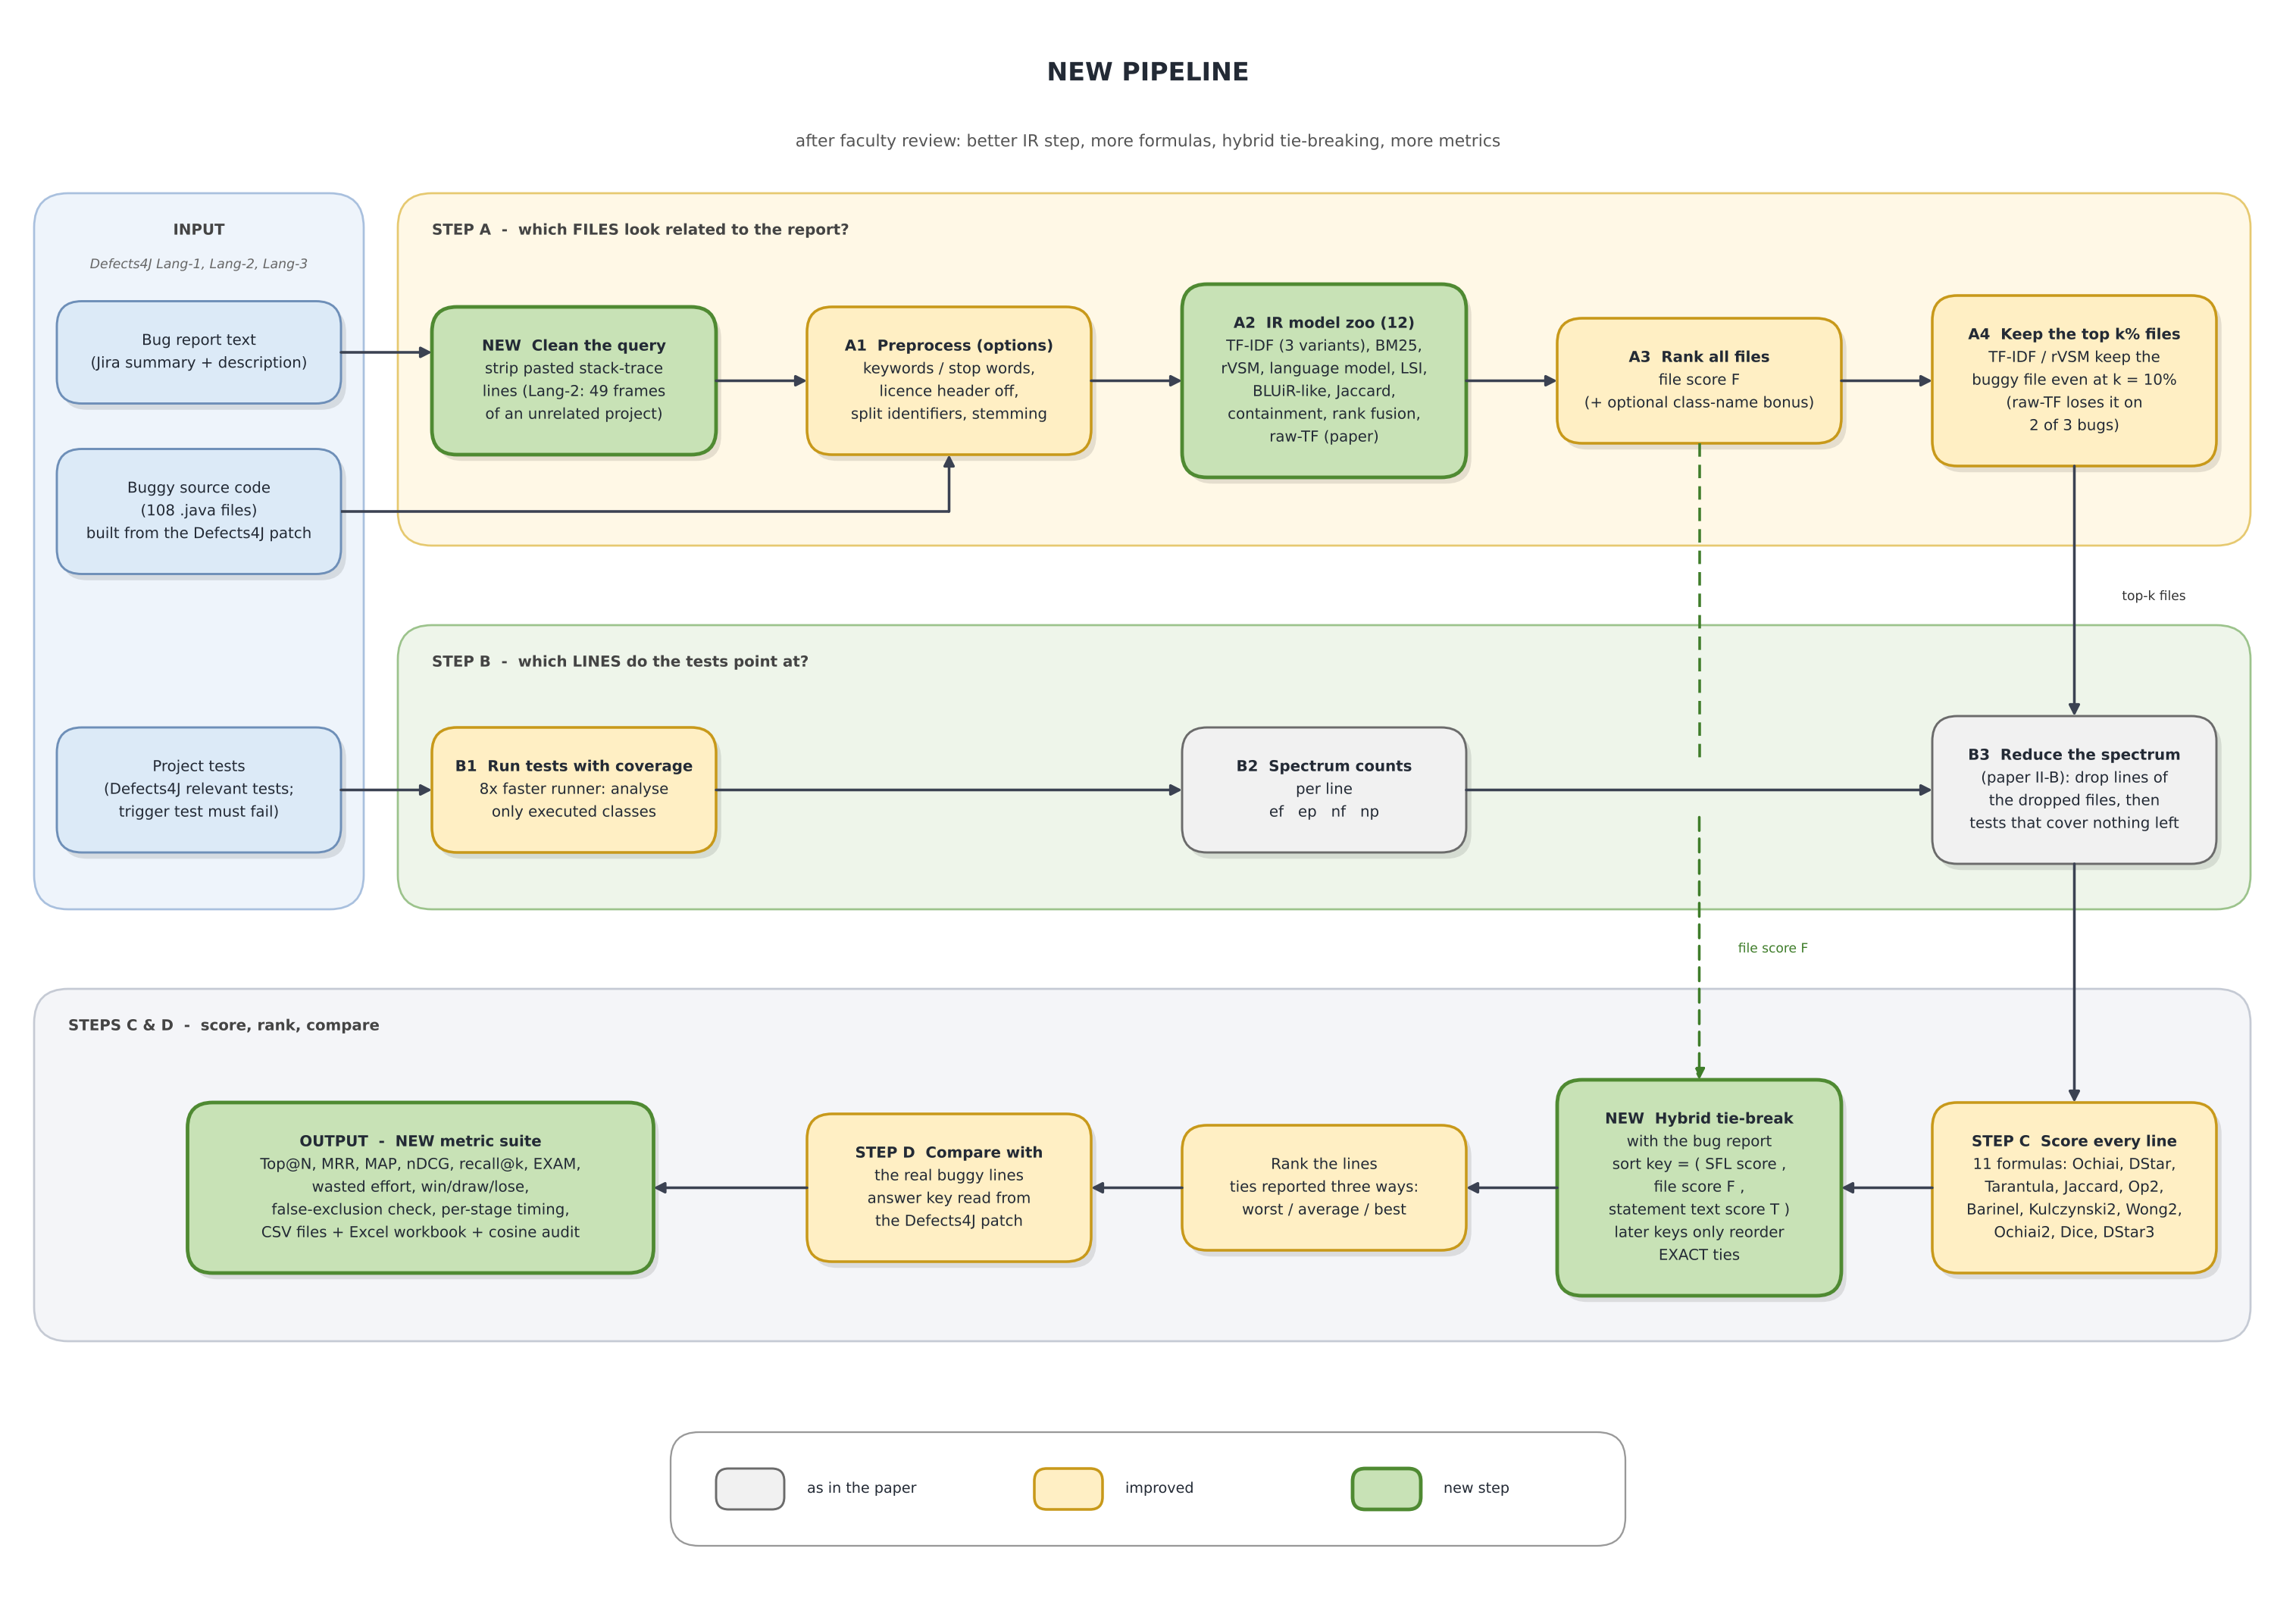 NEW PIPELINE
after faculty review: better IR step, more formulas, hybrid tie-breaking, more metrics
INPUT
Defects4J Lang-1, Lang-2, Lang-3
Bug report text
(Jira summary + description)
Buggy source code
(108 .java files)
built from the Defects4J patch
Project tests
(Defects4J relevant tests;
trigger test must fail)
STEP A - which FILES look related to the report?
NEW Clean the query
strip pasted stack-trace
lines (Lang-2: 49 frames
of an unrelated project)
A1 Preprocess (options)
keywords / stop words,
licence header off,
split identifiers, stemming
A2 IR model zoo (12)
TF-IDF (3 variants), BM25,
rVSM, language model, LSI,
BLUiR-like, Jaccard,
containment, rank fusion,
raw-TF (paper)
A3 Rank all files
file score F
(+ optional class-name bonus)
A4 Keep the top k% files
TF-IDF / rVSM keep the
buggy file even at k = 10%
(raw-TF loses it on
2 of 3 bugs)
top-k files
STEP B - which LINES do the tests point at?
B1 Run tests with coverage
8x faster runner: analyse
only executed classes
B2 Spectrum counts
per line
ef ep nf np
B3 Reduce the spectrum
(paper II-B): drop lines of
the dropped files, then
tests that cover nothing left
file score F
STEPS C & D - score, rank, compare
OUTPUT - NEW metric suite
Top@N, MRR, MAP, nDCG, recall@k, EXAM,
wasted effort, win/draw/lose,
false-exclusion check, per-stage timing,
CSV files + Excel workbook + cosine audit
STEP D Compare with
the real buggy lines
answer key read from
the Defects4J patch
Rank the lines
ties reported three ways:
worst / average / best
NEW Hybrid tie-break
with the bug report
sort key = ( SFL score ,
file score F ,
statement text score T )
later keys only reorder
EXACT ties
STEP C Score every line
11 formulas: Ochiai, DStar,
Tarantula, Jaccard, Op2,
Barinel, Kulczynski2, Wong2,
Ochiai2, Dice, DStar3
as in the paper
improved
new step